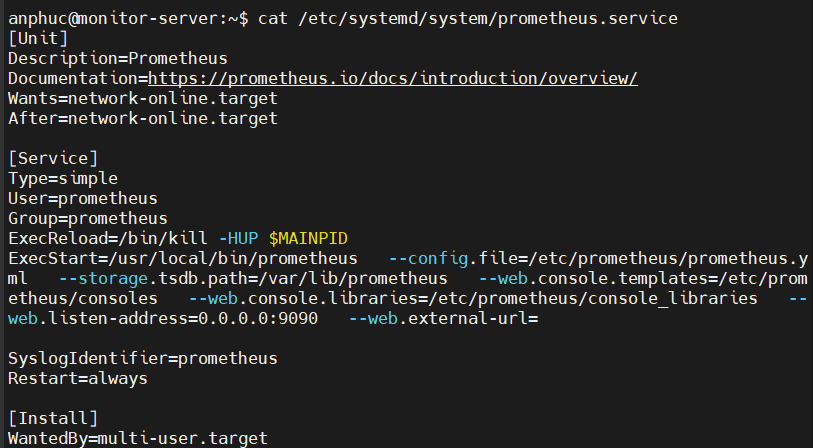 anphuc@monitor-server:~$ cat /etc/systemd/system/prometheus.service
[Unit]
Description=Prometheus
Documentation=https://prometheus.io/docs/introduction/overview/
Wants=network-online.target
After=network-online.target

[Service]
Type=simple
User=prometheus
Group=prometheus
ExecReload=/bin/kill -HUP $MAINPID
ExecStart=/usr/local/bin/prometheus   --config.file=/etc/prometheus/prometheus.y
ml   --storage.tsdb.path=/var/lib/prometheus   --web.console.templates=/etc/prom
etheus/consoles   --web.console.libraries=/etc/prometheus/console_libraries   --
web.listen-address=0.0.0.0:9090   --web.external-url=

SyslogIdentifier=prometheus
Restart=always

[Install]
WantedBy=multi-user.target